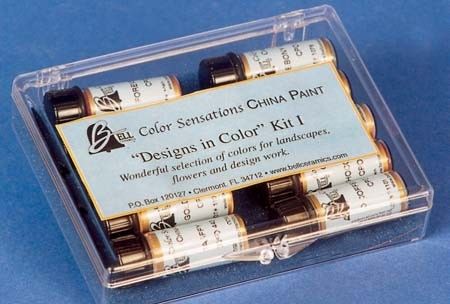 BELL
Color Sensations CHINA PAINT
"Designs in Color" Kit I
Wonderful selection of colors for landscapes,
flowers and design work.
P.O. Box 120127 • Clermont, FL 34712 • www.bellceramics.com